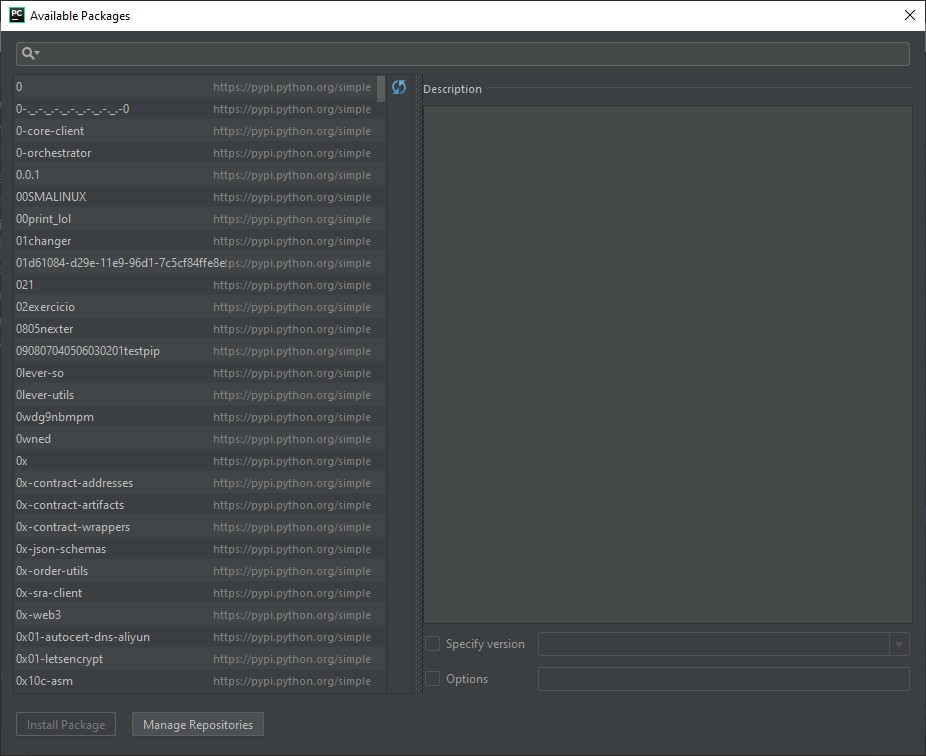 PC
Available Packages
0 https://pypi.python.org/simple
0-._.-._.-._.-._.-._.-._.-0 https://pypi.python.org/simple
0-core-client https://pypi.python.org/simple
0-orchestrator https://pypi.python.org/simple
0.0.1 https://pypi.python.org/simple
00SMALINUX https://pypi.python.org/simple
00print_lol https://pypi.python.org/simple
01changer https://pypi.python.org/simple
01d61084-d29e-11e9-96d1-7c5cf84ffe8e tps://pypi.python.org/simple
021 https://pypi.python.org/simple
02exercicio https://pypi.python.org/simple
0805nexter https://pypi.python.org/simple
090807040506030201testpip https://pypi.python.org/simple
0lever-so https://pypi.python.org/simple
0lever-utils https://pypi.python.org/simple
0wdg9nbmpm https://pypi.python.org/simple
0wned https://pypi.python.org/simple
0x https://pypi.python.org/simple
0x-contract-addresses https://pypi.python.org/simple
0x-contract-artifacts https://pypi.python.org/simple
0x-contract-wrappers https://pypi.python.org/simple
0x-json-schemas https://pypi.python.org/simple
0x-order-utils https://pypi.python.org/simple
0x-sra-client https://pypi.python.org/simple
0x-web3 https://pypi.python.org/simple
0x01-autocert-dns-aliyun https://pypi.python.org/simple
0x01-letsencrypt https://pypi.python.org/simple
0x10c-asm https://pypi.python.org/simple
Description
Specify version
Options
Install Package
Manage Repositories